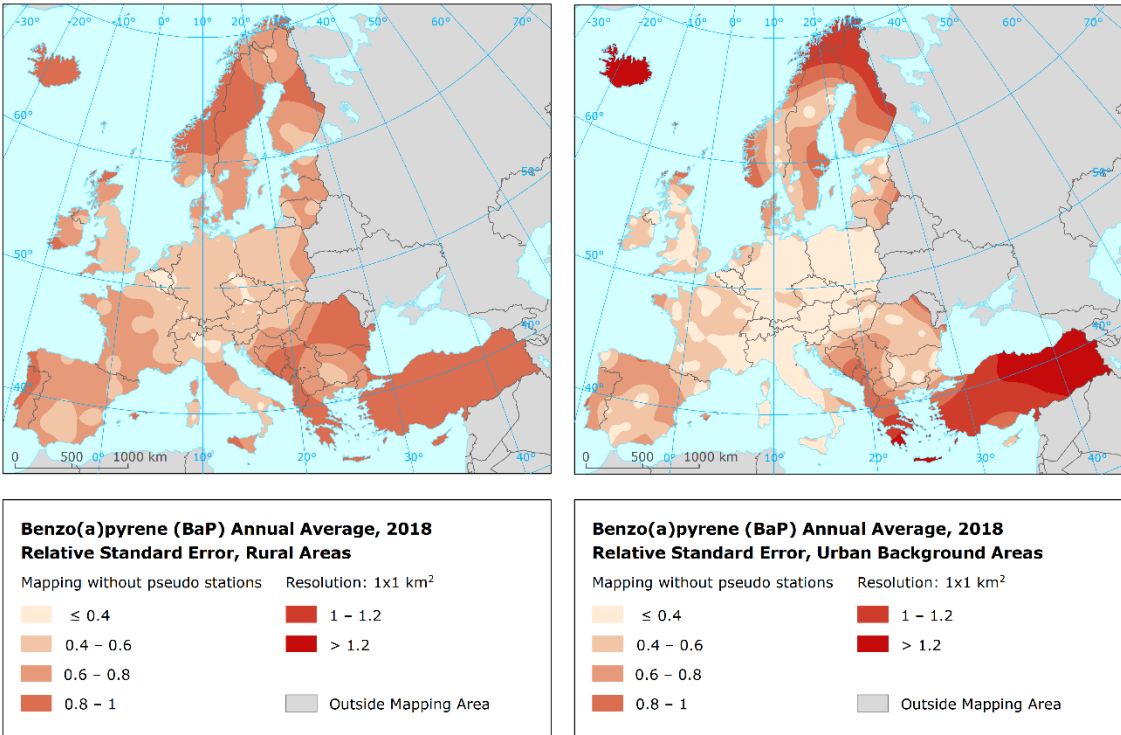 -30° -20° -10° 0° 10° 20° 30° 40° 50° 60° 70°
60°
50°
40°
50°
40°
0 500 1000 km
0° 10° 20° 30° 40°
Benzo(a)pyrene (BaP) Annual Average, 2018
Relative Standard Error, Rural Areas
Mapping without pseudo stations Resolution: 1x1 km²
≤ 0.4 1 – 1.2
0.4 – 0.6 > 1.2
0.6 – 0.8
0.8 – 1 Outside Mapping Area
-30° -20° -10° 0° 10° 20° 30° 40° 50° 60° 70°
60°
50°
40°
50°
40°
0 500 1000 km
0° 10° 20° 30° 40°
Benzo(a)pyrene (BaP) Annual Average, 2018
Relative Standard Error, Urban Background Areas
Mapping without pseudo stations Resolution: 1x1 km²
≤ 0.4 1 – 1.2
0.4 – 0.6 > 1.2
0.6 – 0.8
0.8 – 1 Outside Mapping Area